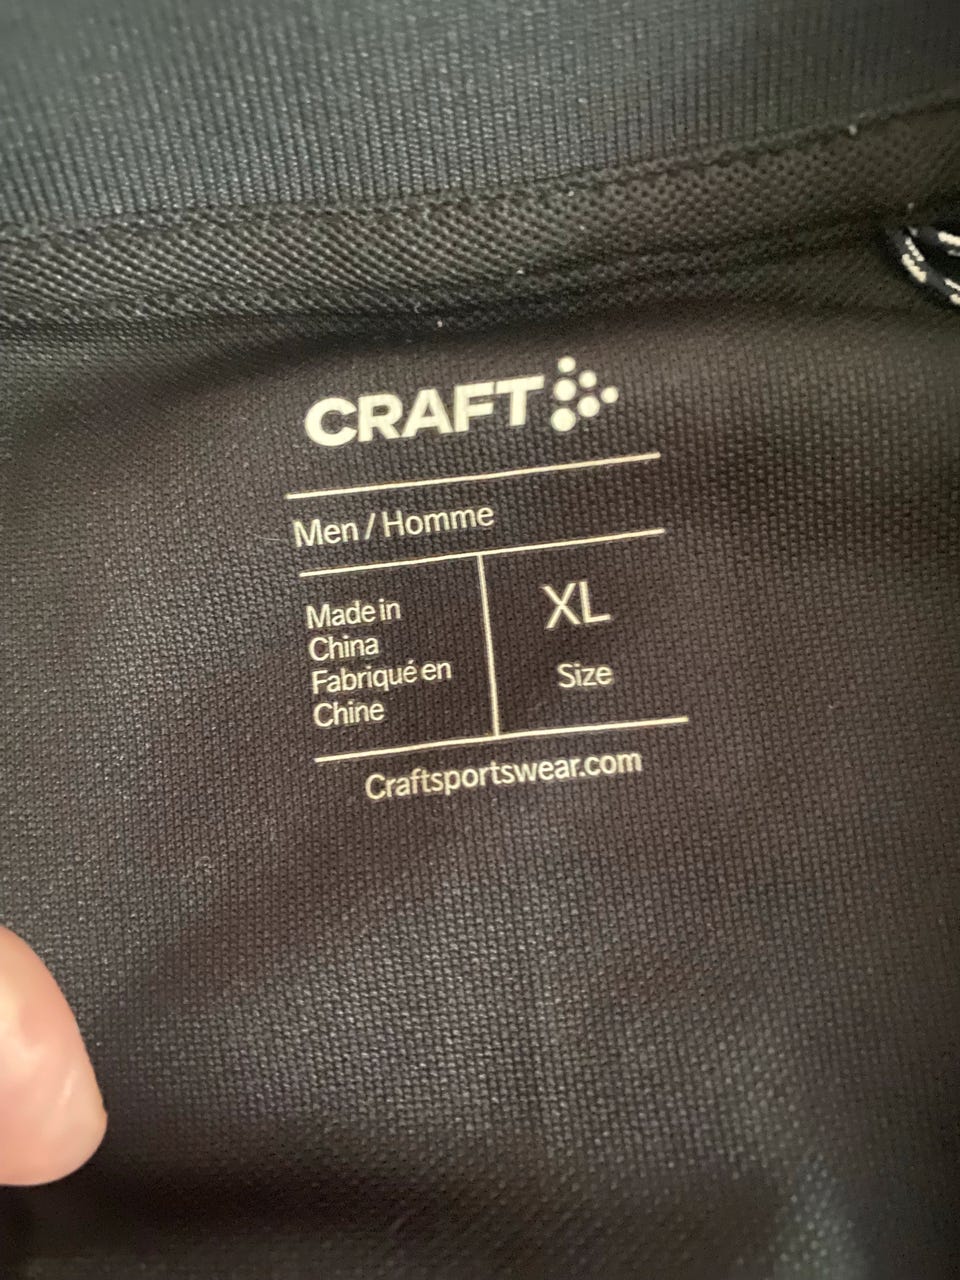 CRAFT
Men / Homme
Made in
China
Fabriqué en
Chine
XL
Size
Craftsportswear.com